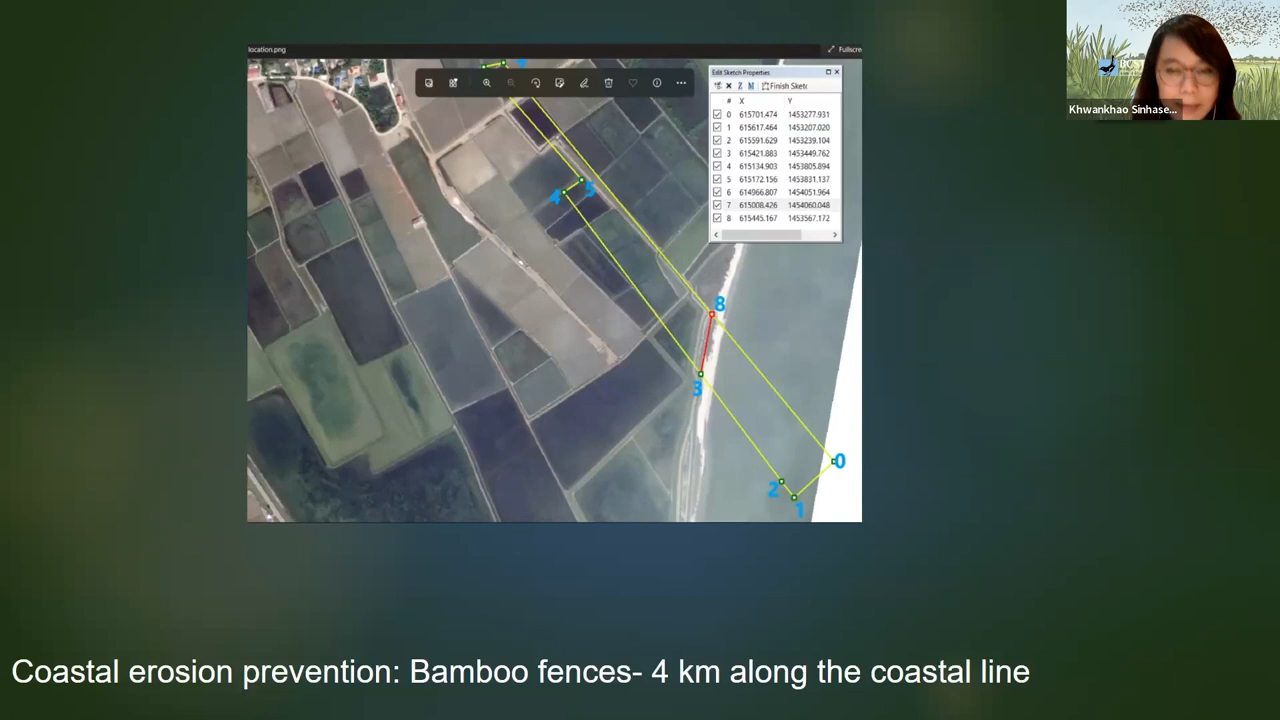 location.png
Fullscre
Edit Sketch Properties
Finish Sketc
# X Y
0 615701.474 1453277.931
1 615617.464 1453207.020
2 615591.629 1453239.104
3 615421.883 1453449.762
4 615134.903 1453805.894
5 615172.156 1453831.137
6 614966.807 1454051.964
7 615008.426 1454060.048
8 615445.167 1453567.172
4 5
8
3
0
2
1
BCST
Khwankhao Sinhase...
Coastal erosion prevention: Bamboo fences- 4 km along the coastal line